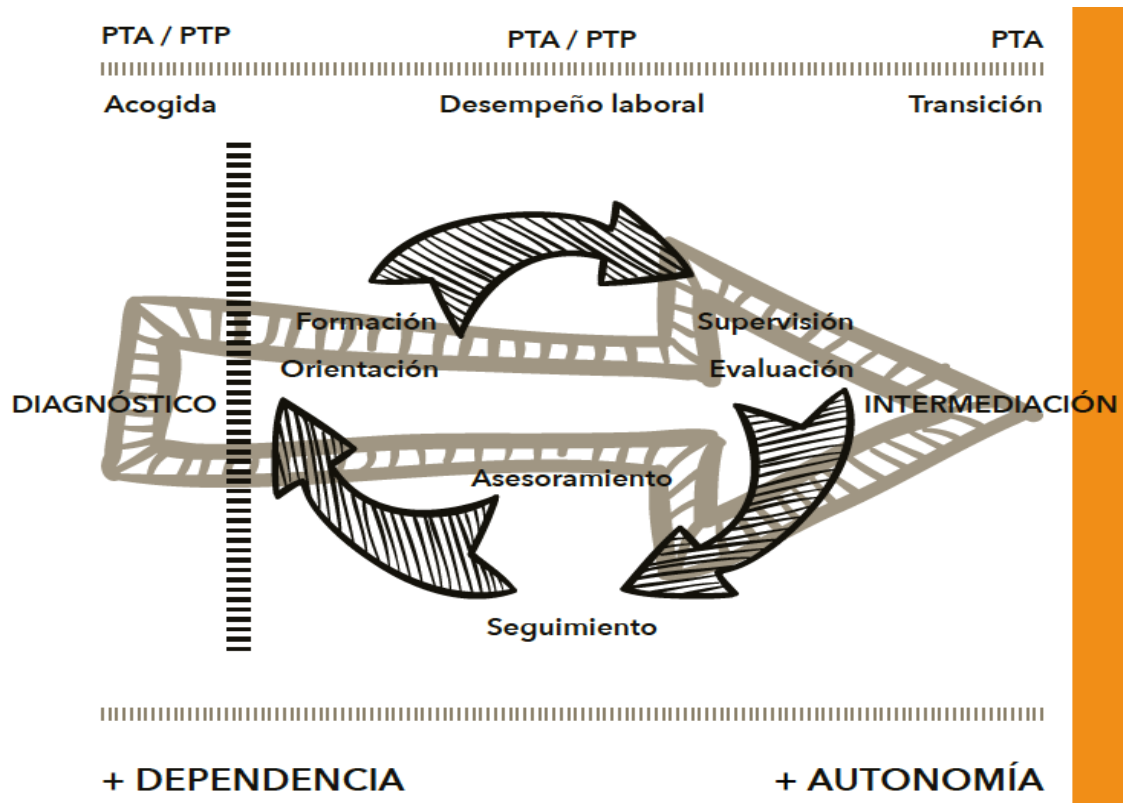 PTA / PTP
PTA / PTP
PTA
Acogida
Desempeño laboral
Transición
Formación
Supervisión
Orientación
Evaluación
DIAGNÓSTICO
INTERMEDIACIÓN
Asesoramiento
Seguimiento
+ DEPENDENCIA
+ AUTONOMÍA